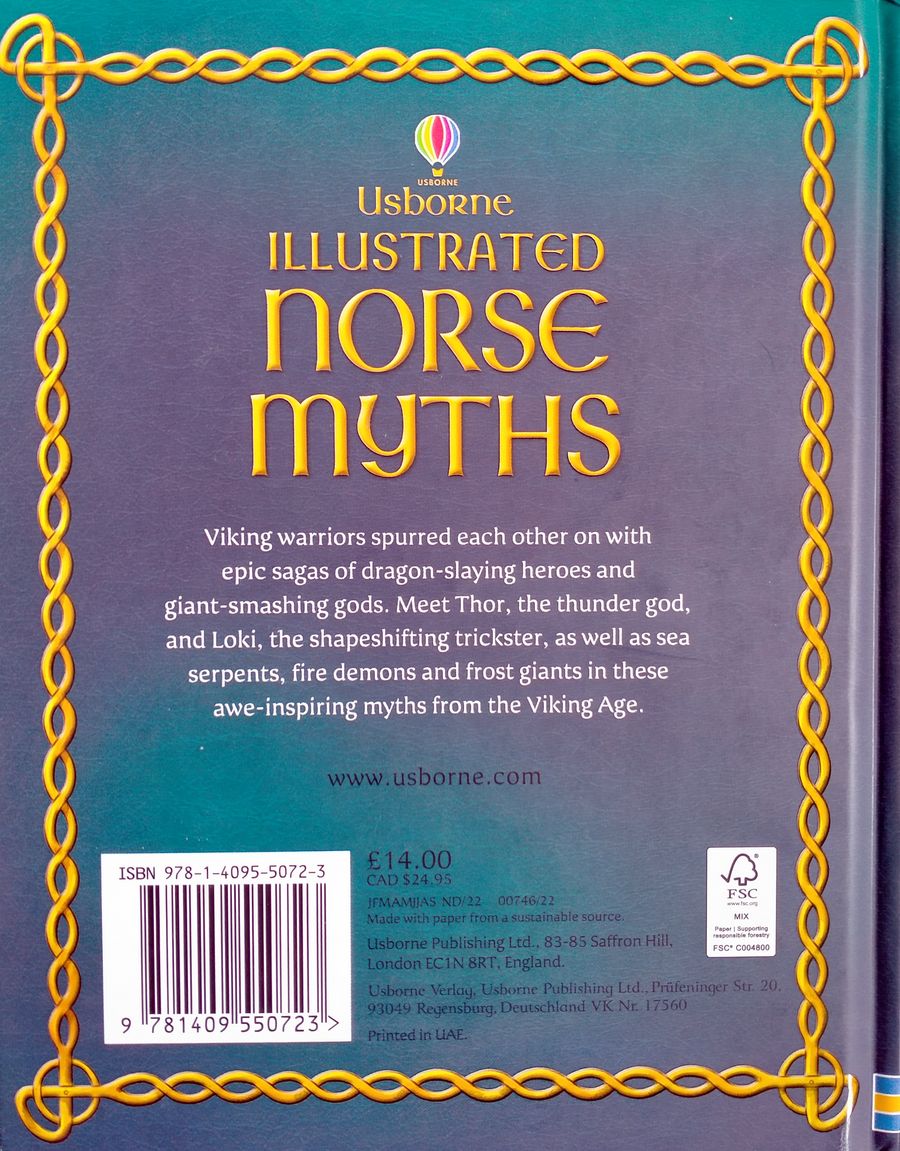 USBORNE
Usborne
ILLUSTRATED
NORSE
MYTHS
Viking warriors spurred each other on with
epic sagas of dragon-slaying heroes and
giant-smashing gods. Meet Thor, the thunder god,
and Loki, the shapeshifting trickster, as well as sea
serpents, fire demons and frost giants in these
awe-inspiring myths from the Viking Age.
www.usborne.com
ISBN 978-1-4095-5072-3
9 781409 550723 >
£14.00
CAD $24.95
JFMAMJJAS ND/22 00746/22
Made with paper from a sustainable source.
Usborne Publishing Ltd., 83-85 Saffron Hill,
London EC1N 8RT, England.
Usborne Verlag, Usborne Publishing Ltd., Prüfeninger Str. 20,
93049 Regensburg, Deutschland VK Nr. 17560
Printed in UAE.
FSC
www.fsc.org
MIX
Paper | Supporting
responsible forestry
FSC® C004800